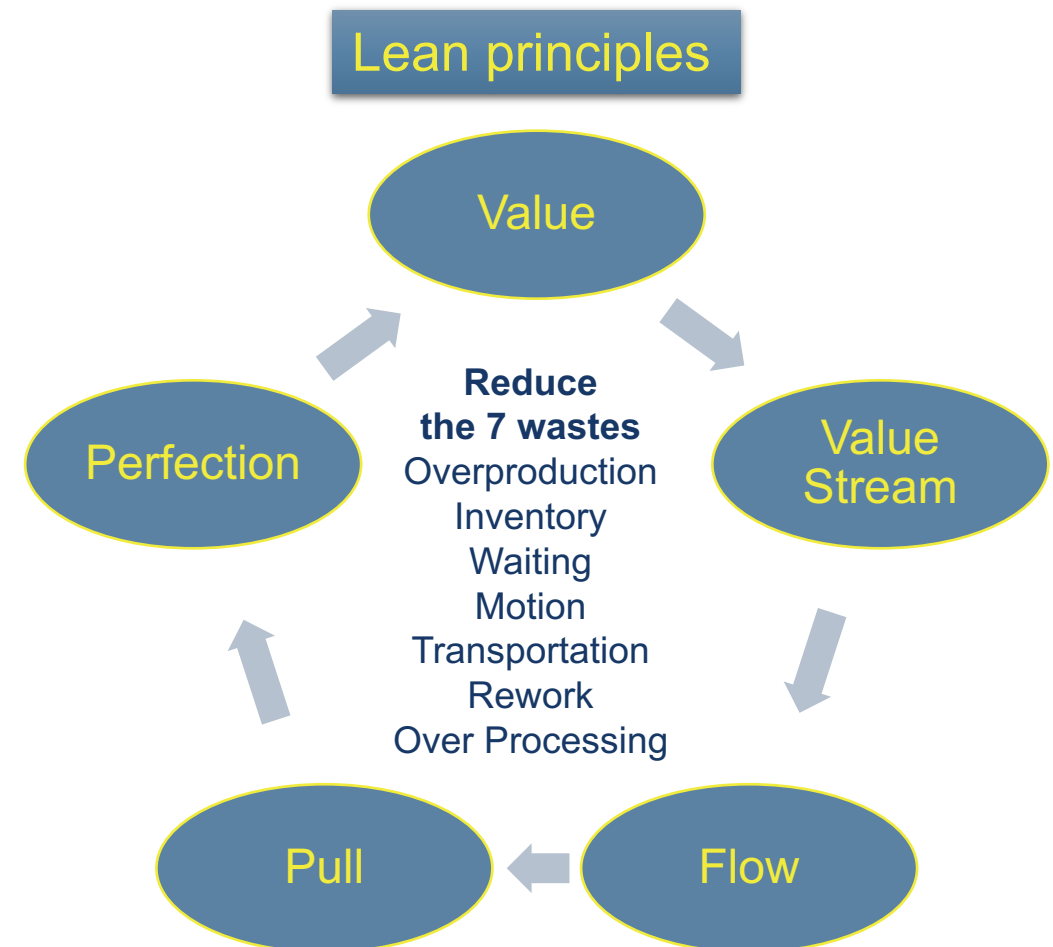 Lean principles
Value
Value
Stream
Flow
Pull
Perfection
Reduce
the 7 wastes
Overproduction
Inventory
Waiting
Motion
Transportation
Rework
Over Processing